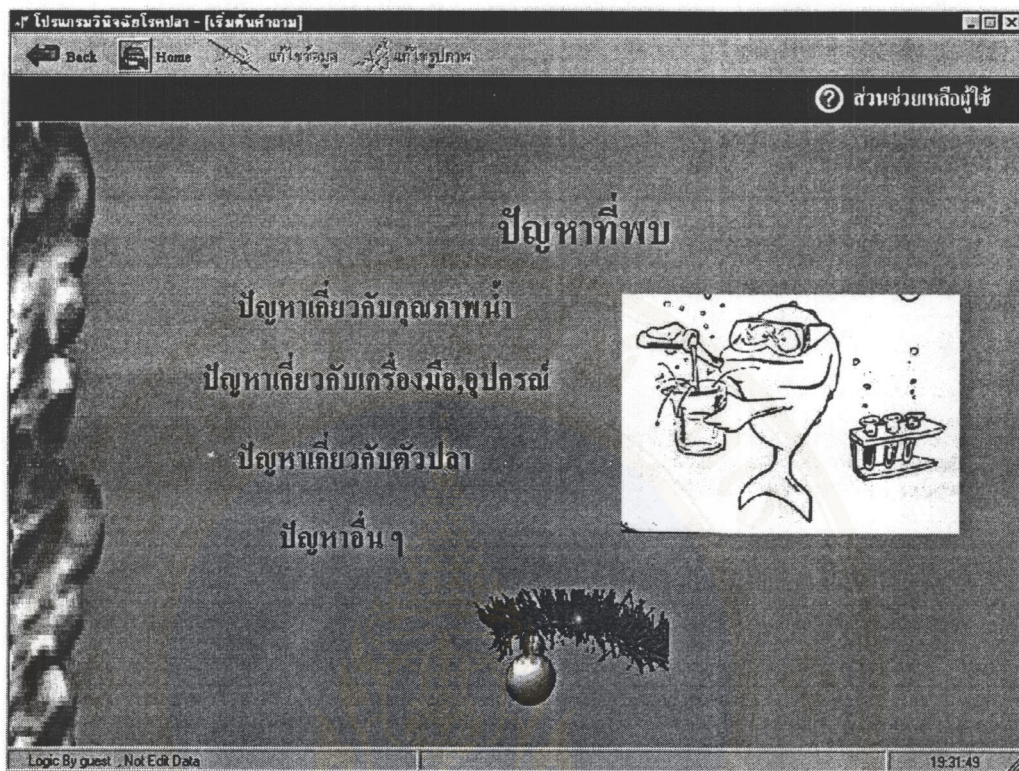 โปรแกรมวินิจฉัยโรคปลา - [เริ่มต้นคำถาม]
Back Home แก้ไขข้อมูล แก้ไขรูปภาพ
? ส่วนช่วยเหลือผู้ใช้
ปัญหาที่พบ
ปัญหาเกี่ยวกับคุณภาพน้ำ
ปัญหาเกี่ยวกับเครื่องมือ,อุปกรณ์
ปัญหาเกี่ยวกับตัวปลา
ปัญหาอื่น ๆ
Logic By guest , Not Edit Data 19:31:49